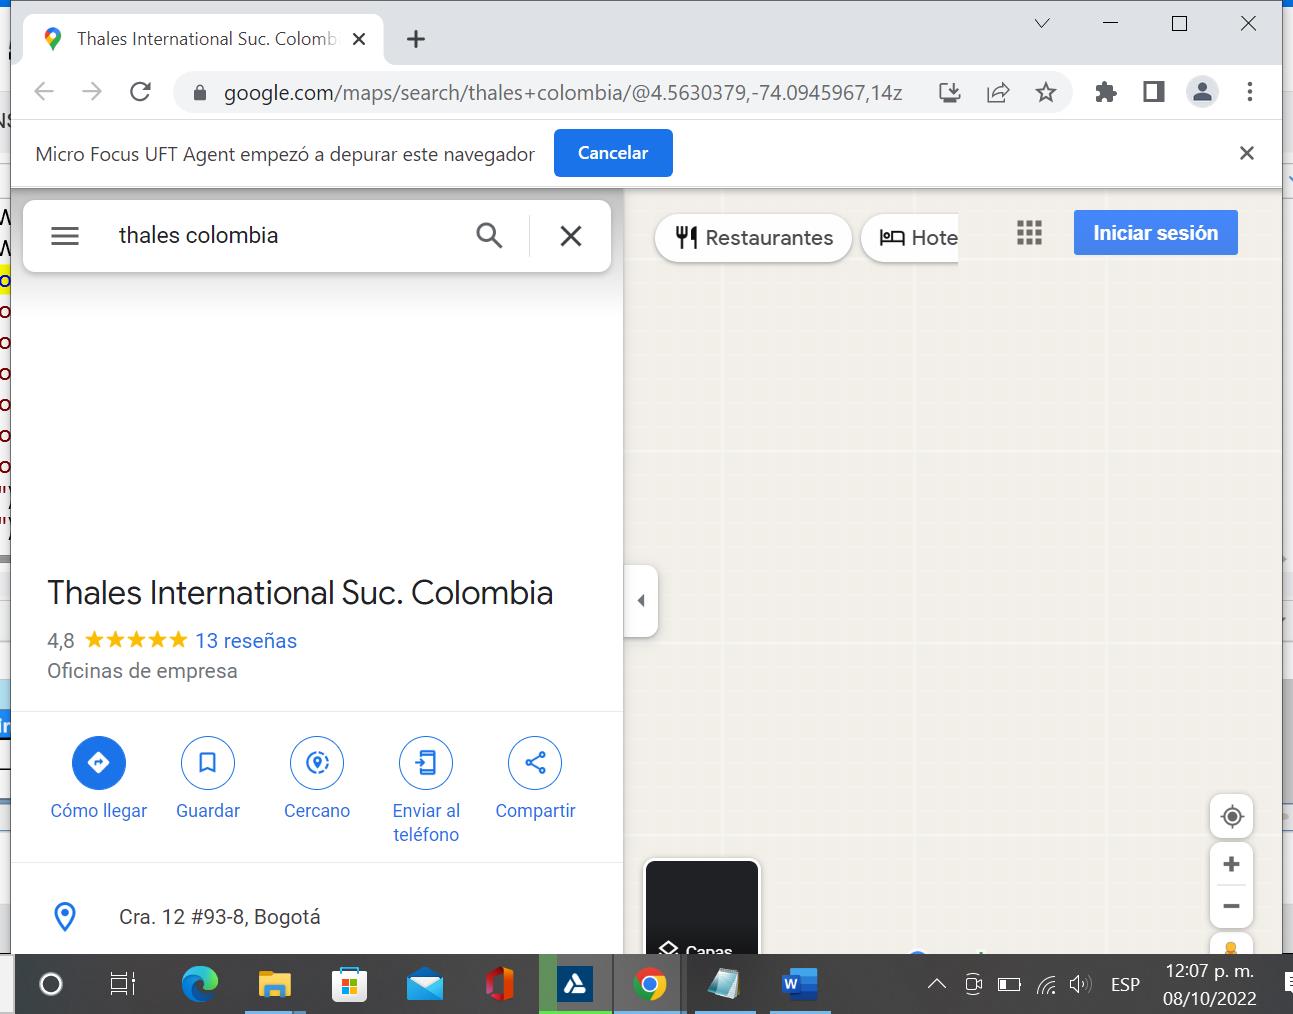 Thales International Suc. Colomb
google.com/maps/search/thales+colombia/@4.5630379,-74.0945967,14z
Micro Focus UFT Agent empezó a depurar este navegador
Cancelar
thales colombia
Restaurantes
Hote
Iniciar sesión
Thales International Suc. Colombia
4,8
13 reseñas
Oficinas de empresa
Cómo llegar
Guardar
Cercano
Enviar al
teléfono
Compartir
Cra. 12 #93-8, Bogotá
Capas
ESP
12:07 p. m.
08/10/2022